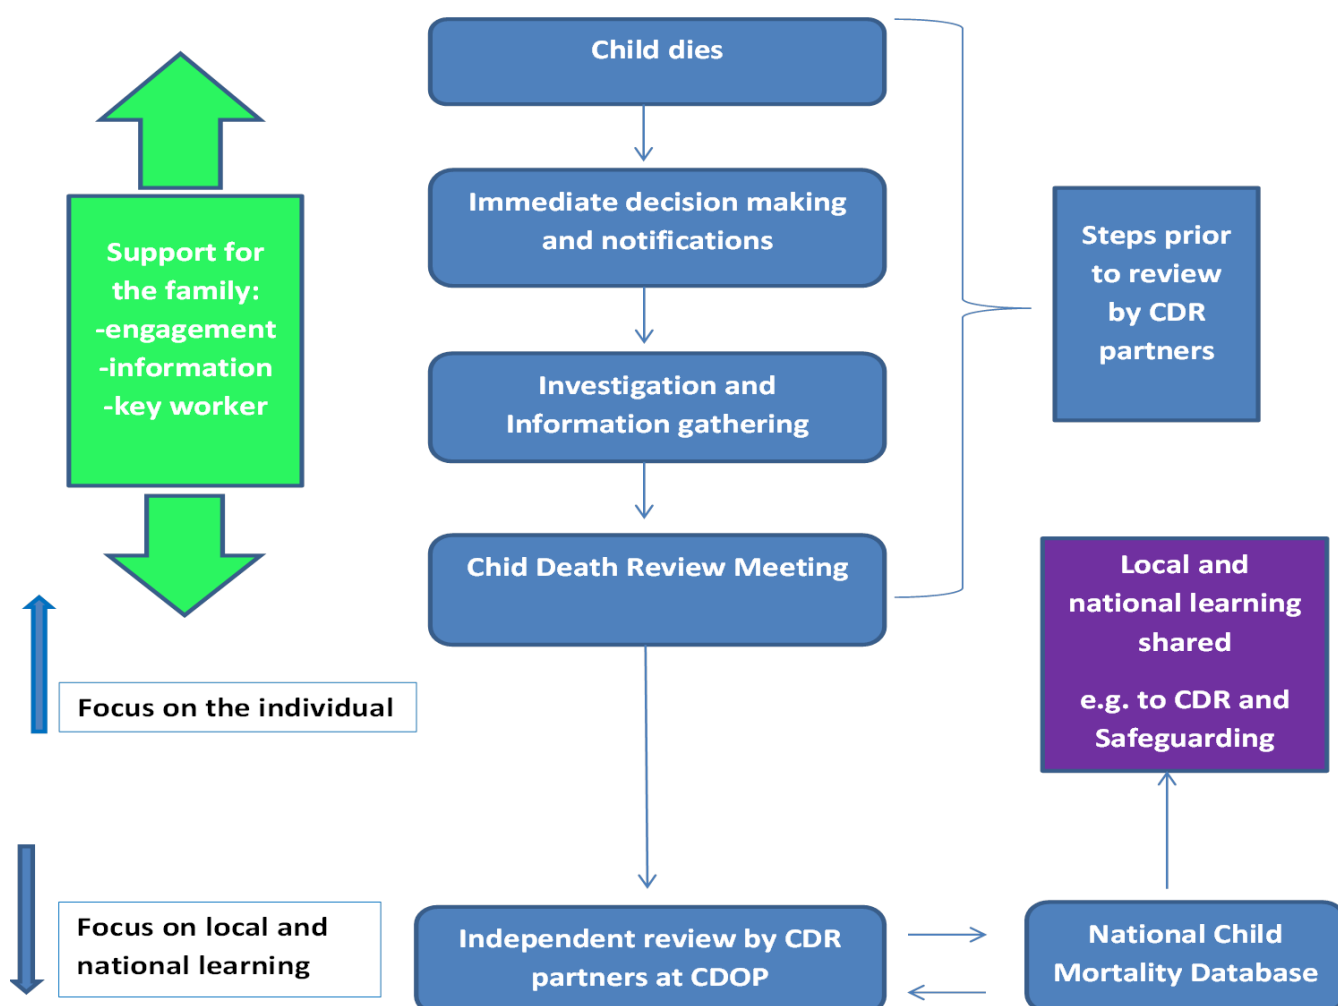 Child dies
Immediate decision making
and notifications
Support for
the family:
-engagement
-information
-key worker
Steps prior
to review
by CDR
partners
Investigation and
Information gathering
Chid Death Review Meeting
Local and
national learning
shared
e.g. to CDR and
Safeguarding
Focus on the individual
Focus on local and
national learning
Independent review by CDR
partners at CDOP
National Child
Mortality Database